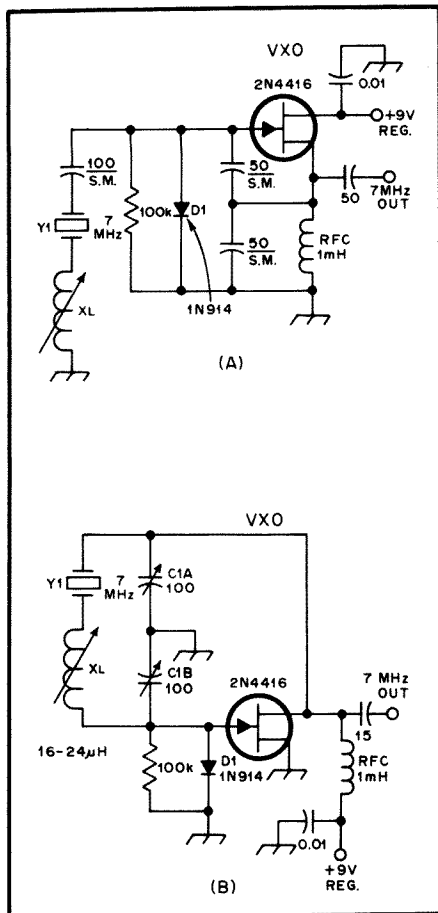 VXO
2N4416
0.01
+9V
REG.
100
S.M.
50
S.M.
50
7MHz
OUT
Y1
7
MHz
100k
D1
50
S.M.
RFC
1mH
XL
1N914
(A)
VXO
Y1
7
MHz
C1A
100
XL
C1B
100
2N4416
7 MHz
OUT
15
16-24µH
100k
D1
1N914
RFC
1mH
0.01
+9V
REG.
(B)